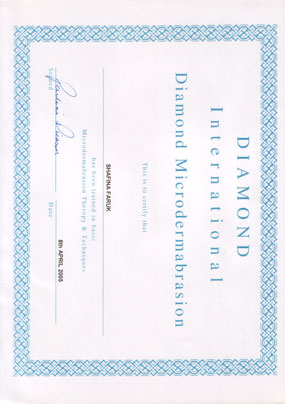 DIAMOND
International
Diamond Microdermabrasion
This is to certify that
SHAFINA FARUK
has been trained in basic
Microdermabrasion Therapy & Techniques
Signed
Date
8th APRIL 2005